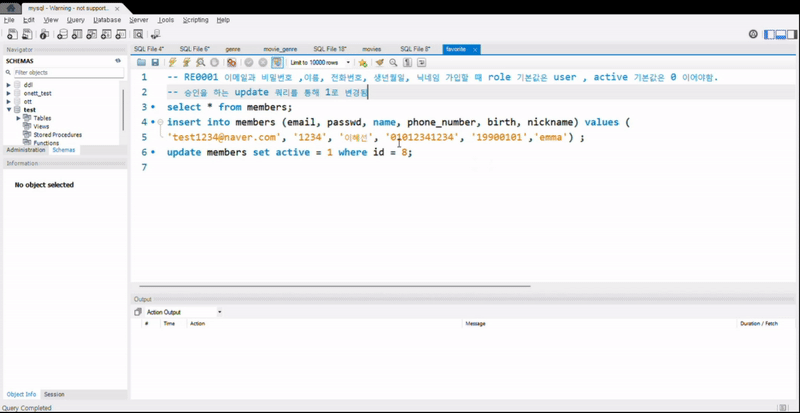 mysql - Warning - not support...
File Edit View Query Database Server Tools Scripting Help
Navigator
SCHEMAS
Filter objects
ddl
onett_test
ott
test
Tables
Views
Stored Procedures
Functions
Administration Schemas
Information
No object selected
Object Info Session
Query Completed
SQL File 4* SQL File 6* genre movie_genre SQL File 18* movies SQL File 8* favorite
Limit to 10000 rows
1 -- RE0001 이메일과 비밀번호 ,이름, 전화번호, 생년월일, 닉네임 가입할 때 role 기본값은 user , active 기본값은 0 이어야함.
2 -- 승인을 하는 update 쿼리를 통해 1로 변경됨
3 select * from members;
4 insert into members (email, passwd, name, phone_number, birth, nickname) values (
5 'test1234@naver.com', '1234', '이혜선', '01012341234', '19900101','emma') ;
6 update members set active = 1 where id = 8;
7
Output
Action Output
# Time Action Message Duration / Fetch